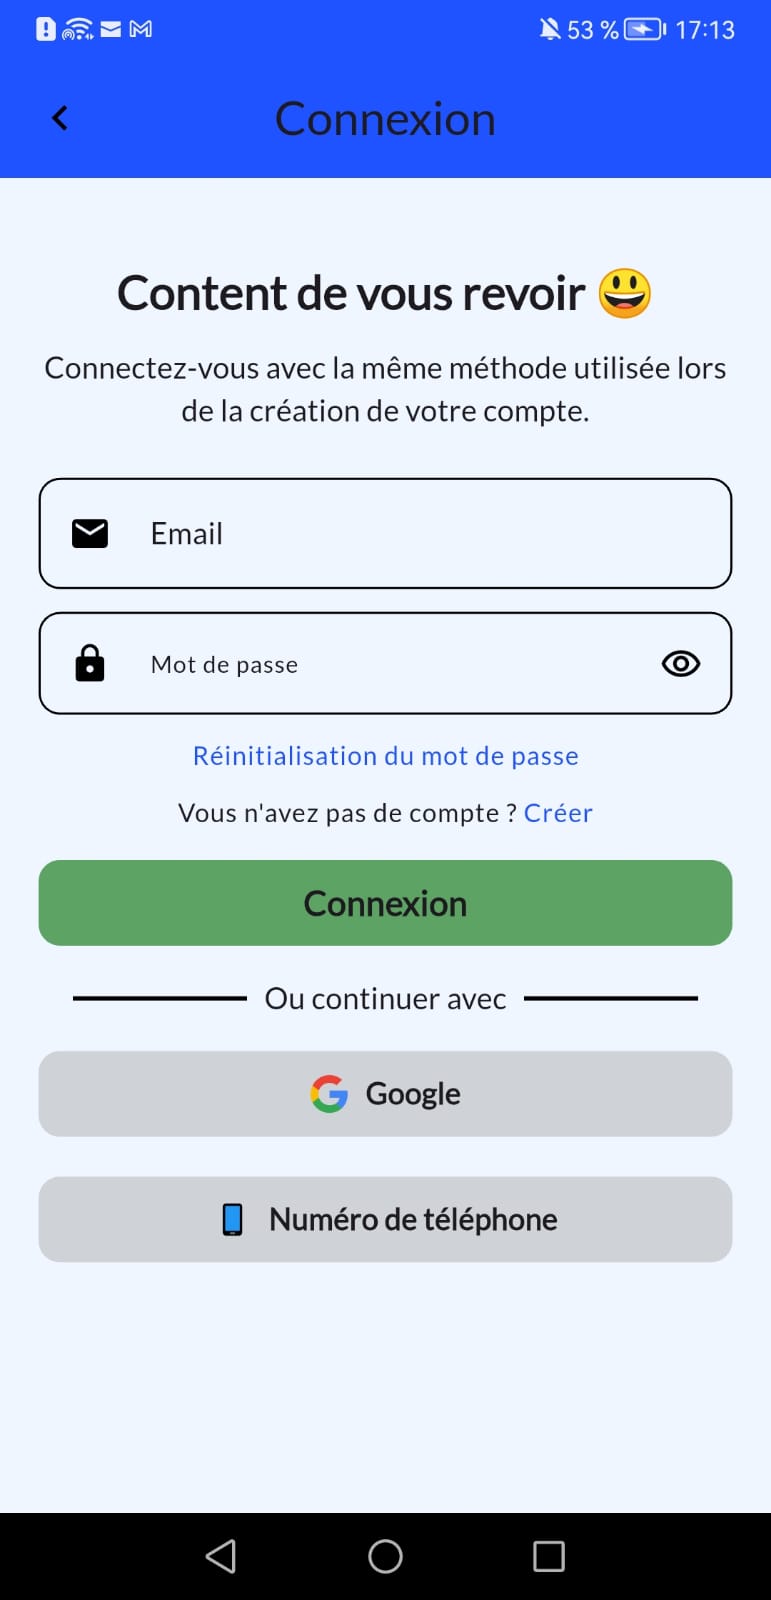 53 % 17:13
Connexion
Content de vous revoir 😃
Connectez-vous avec la même méthode utilisée lors
de la création de votre compte.
Email
Mot de passe
Réinitialisation du mot de passe
Vous n'avez pas de compte ? Créer
Connexion
Ou continuer avec
Google
Numéro de téléphone